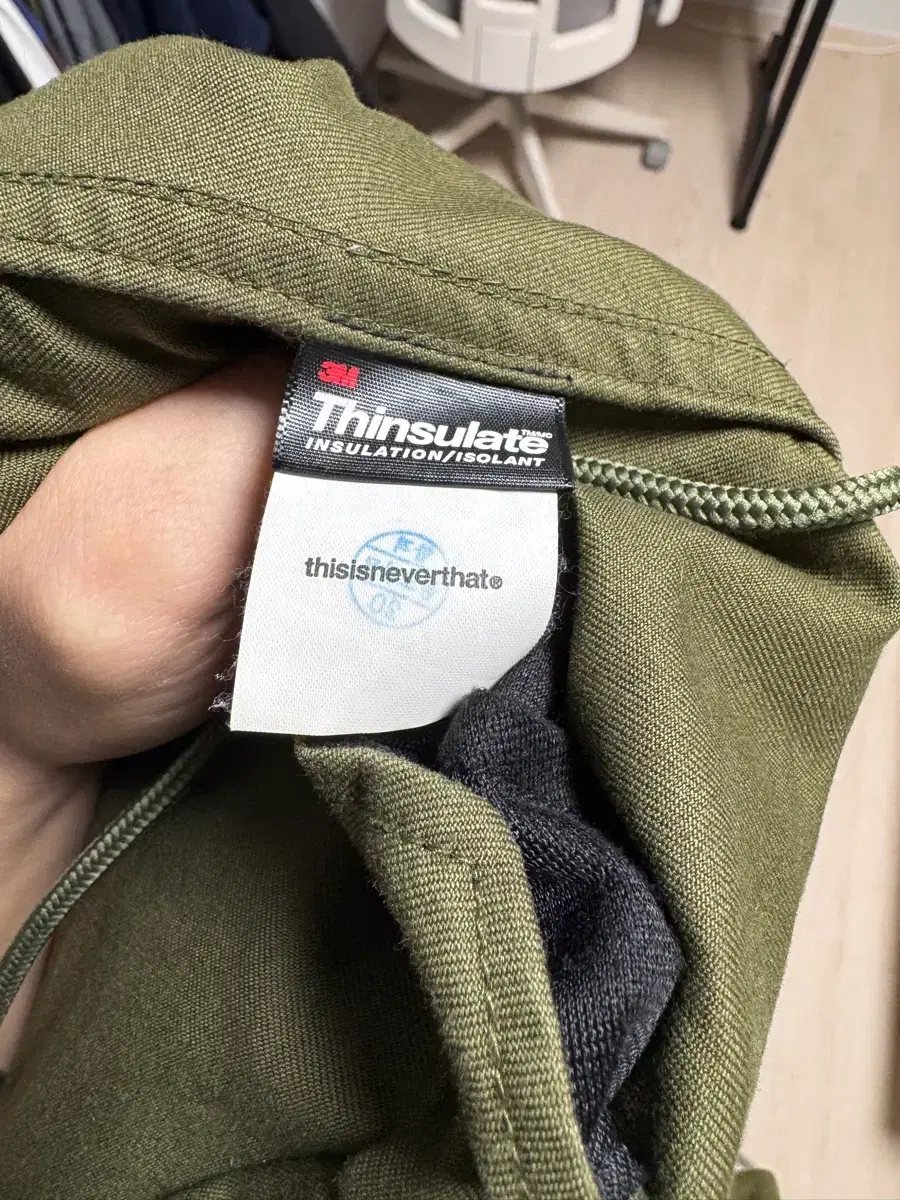 3M
Thinsulate
INSULATION/ISOLANT
thisisneverthat®